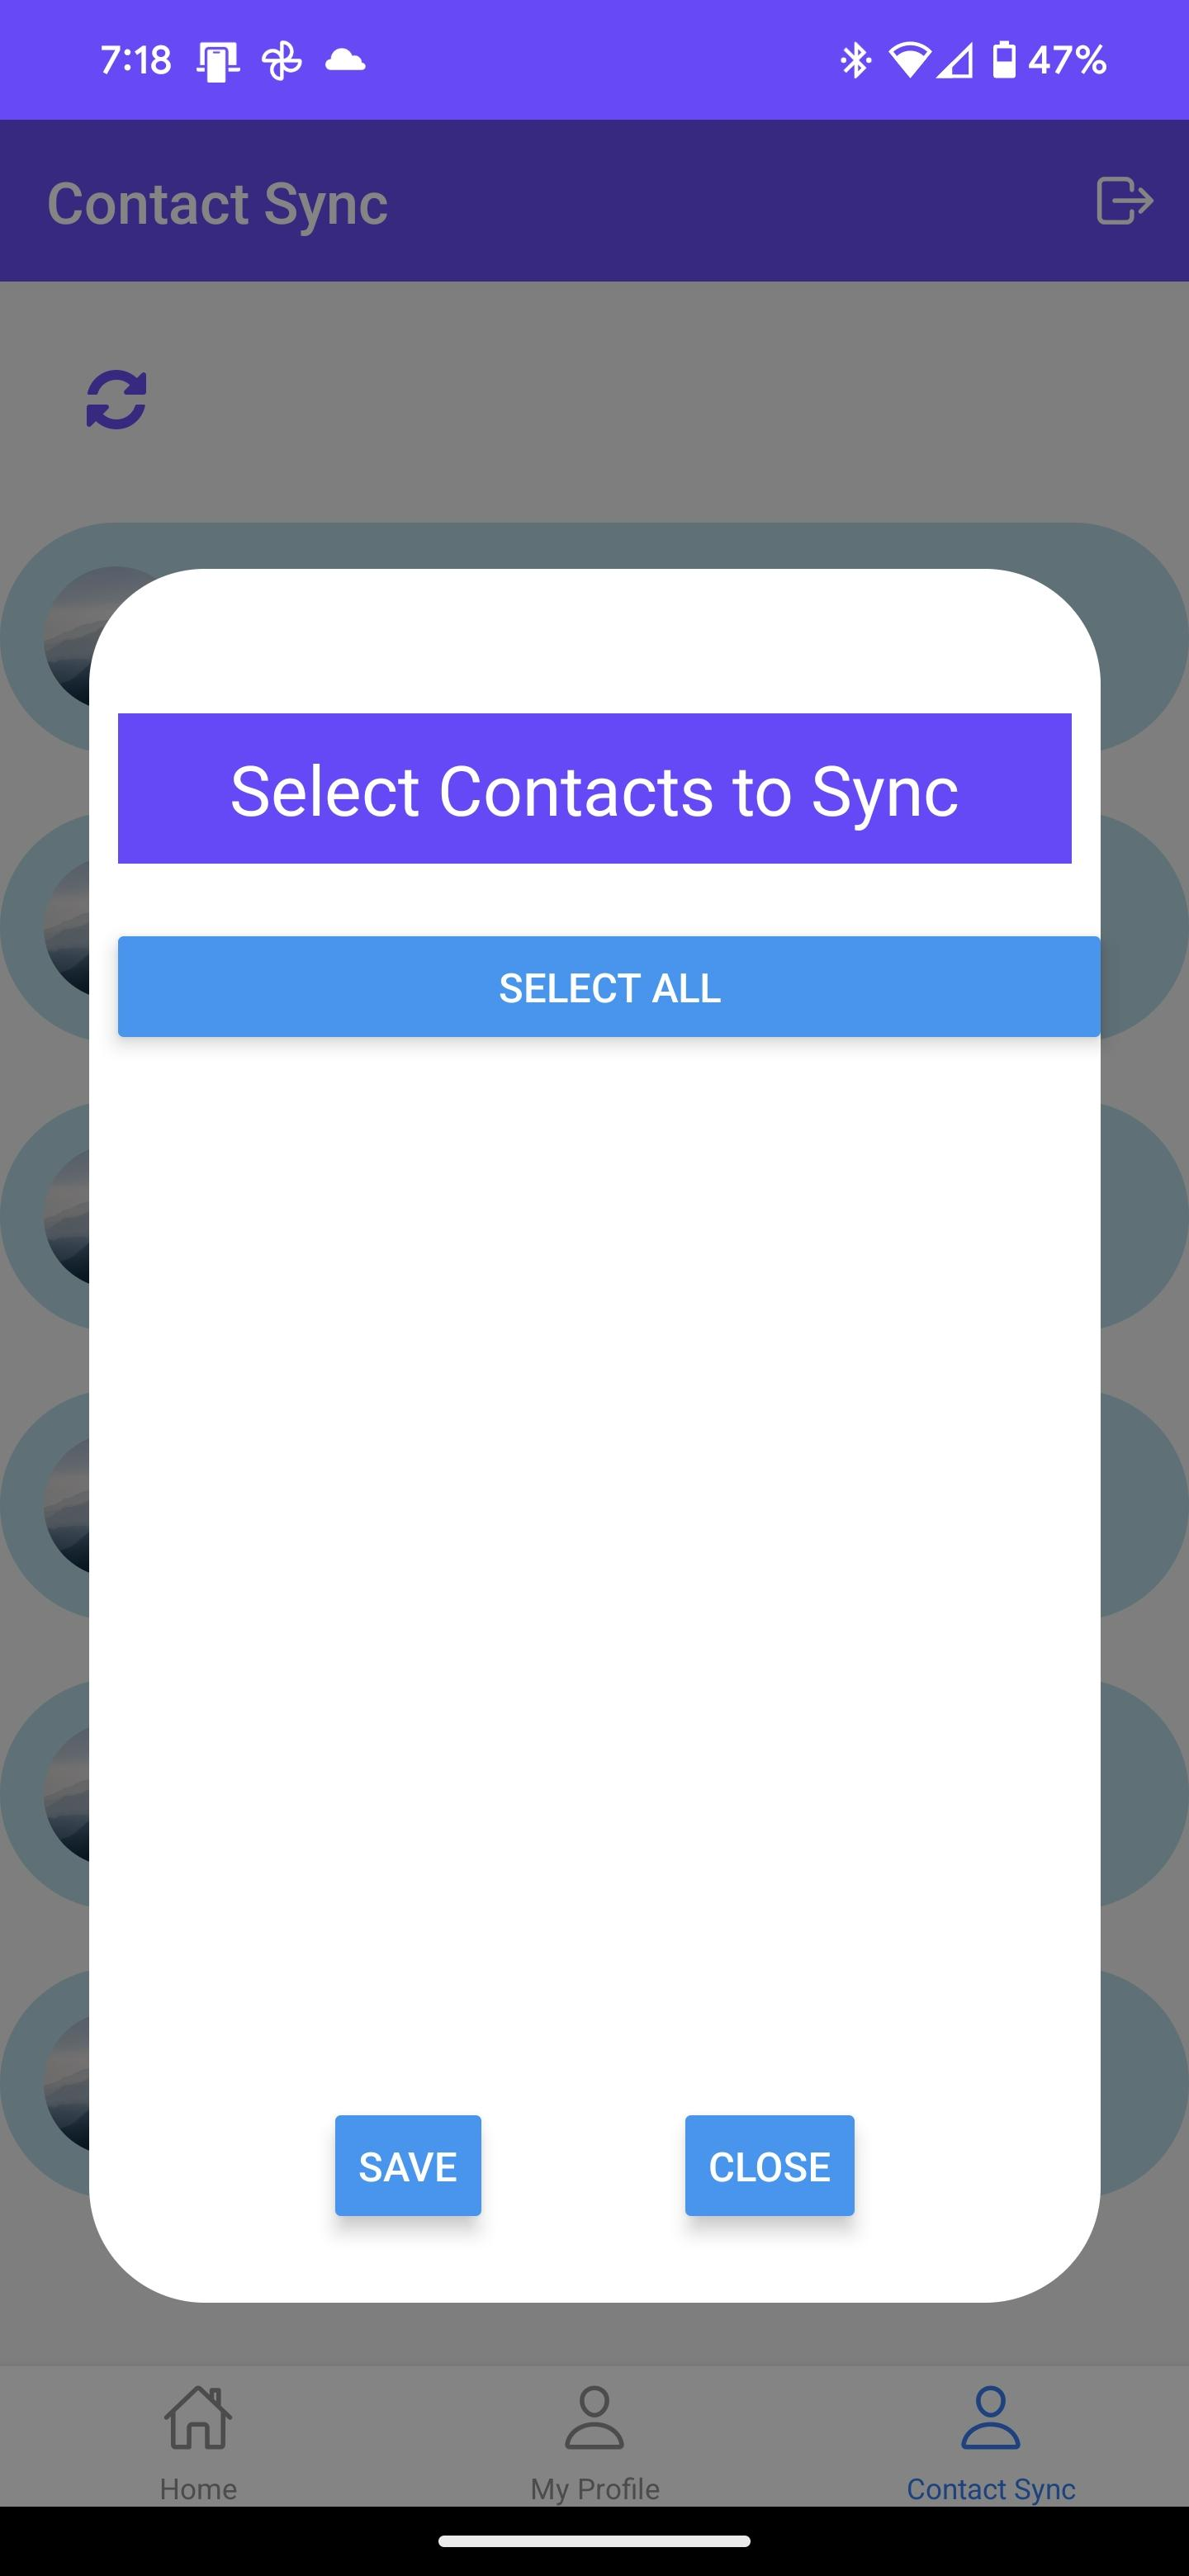 7:18
47%
Contact Sync
Select Contacts to Sync
SELECT ALL
SAVE
CLOSE
Home
My Profile
Contact Sync